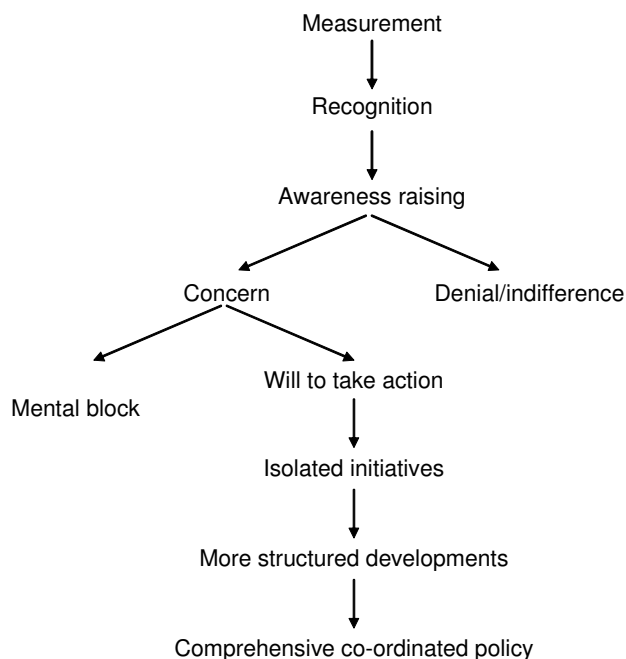 Measurement
Recognition
Awareness raising
Concern
Denial/indifference
Mental block
Will to take action
Isolated initiatives
More structured developments
Comprehensive co-ordinated policy